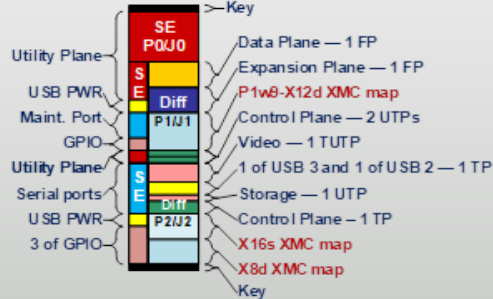 Key
SE
P0/J0
Utility Plane
Data Plane — 1 FP
Expansion Plane — 1 FP
SE
USB PWR
Diff
P1w9-X12d XMC map
Maint. Port
P1/J1
Control Plane — 2 UTPs
GPIO
Video — 1 TUTP
Utility Plane
1 of USB 3 and 1 of USB 2 — 1 TP
SE
Serial ports
Storage — 1 UTP
Diff
USB PWR
P2/J2
Control Plane – 1 TP
3 of GPIO
X16s XMC map
X8d XMC map
Key